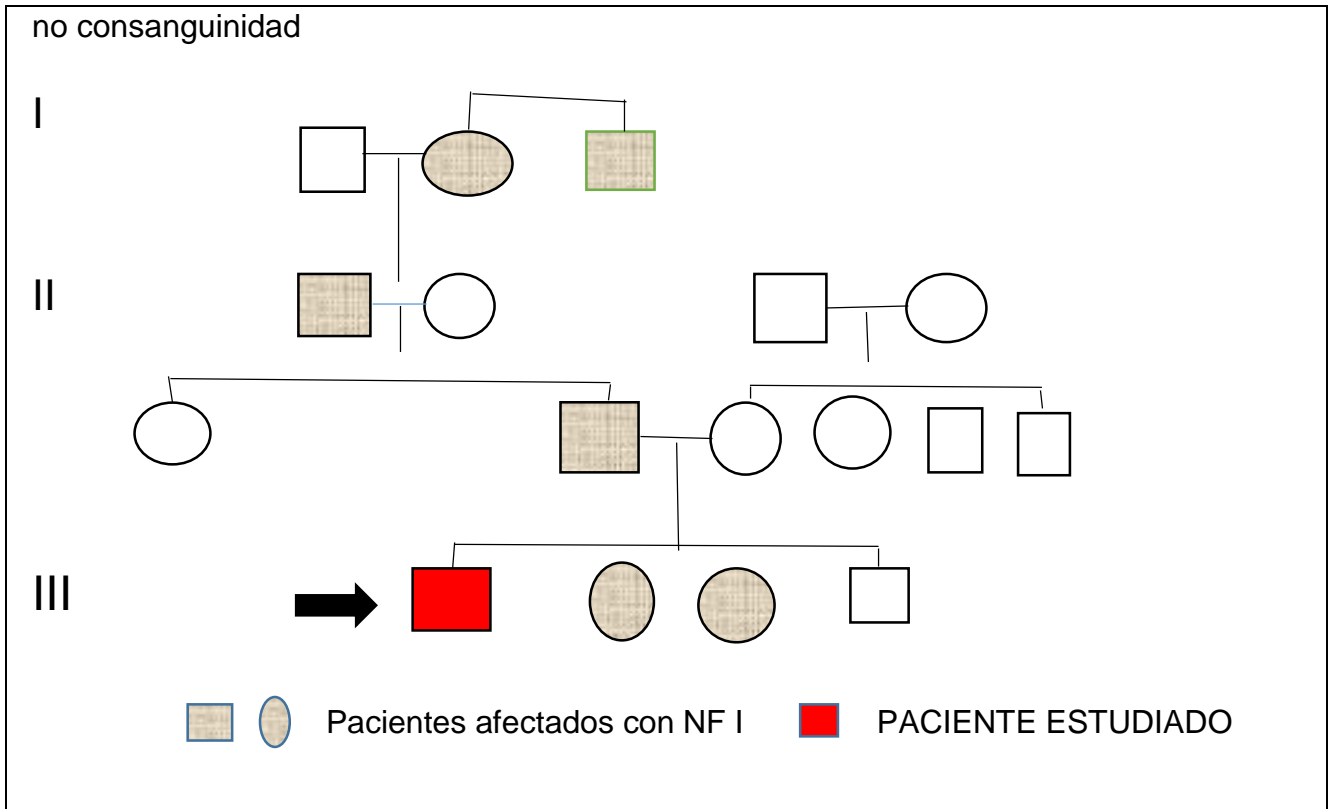 no consanguinidad
I
II
III
Pacientes afectados con NF I PACIENTE ESTUDIADO